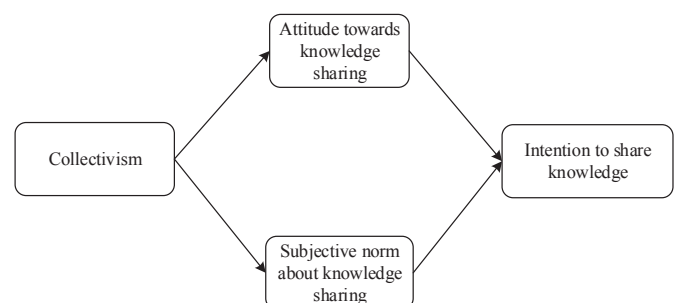 Attitude towards
knowledge
sharing
Collectivism
Intention to share
knowledge
Subjective norm
about knowledge
sharing